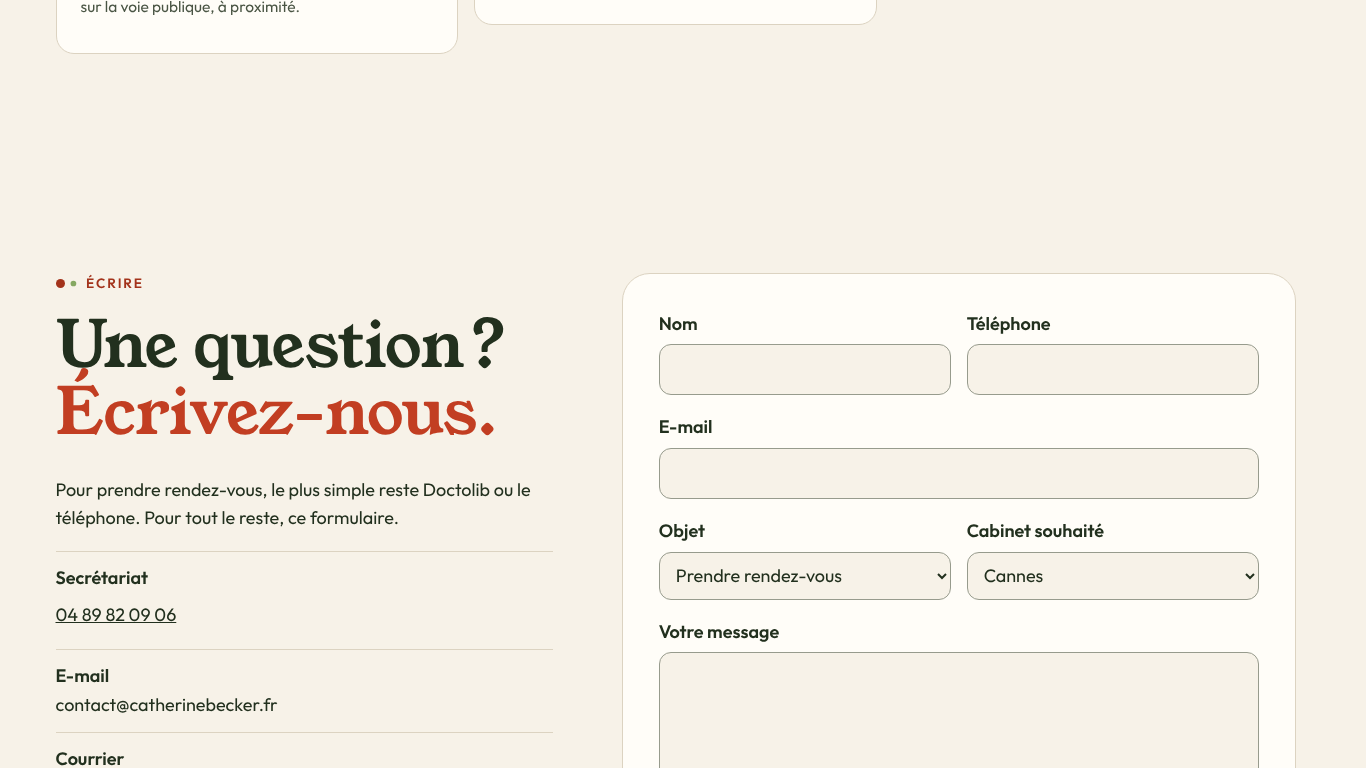 sur la voie publique, à proximité.
ÉCRIRE
Une question ?
Écrivez-nous.
Pour prendre rendez-vous, le plus simple reste Doctolib ou le
téléphone. Pour tout le reste, ce formulaire.
Secrétariat
04 89 82 09 06
E-mail
contact@catherinebecker.fr
Courrier
Nom
Téléphone
E-mail
Objet
Cabinet souhaité
Prendre rendez-vous
Cannes
Votre message